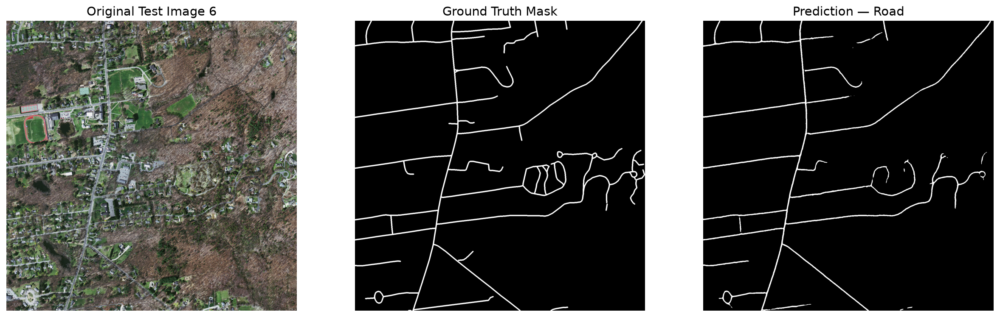 Original Test Image 6
Ground Truth Mask
Prediction — Road